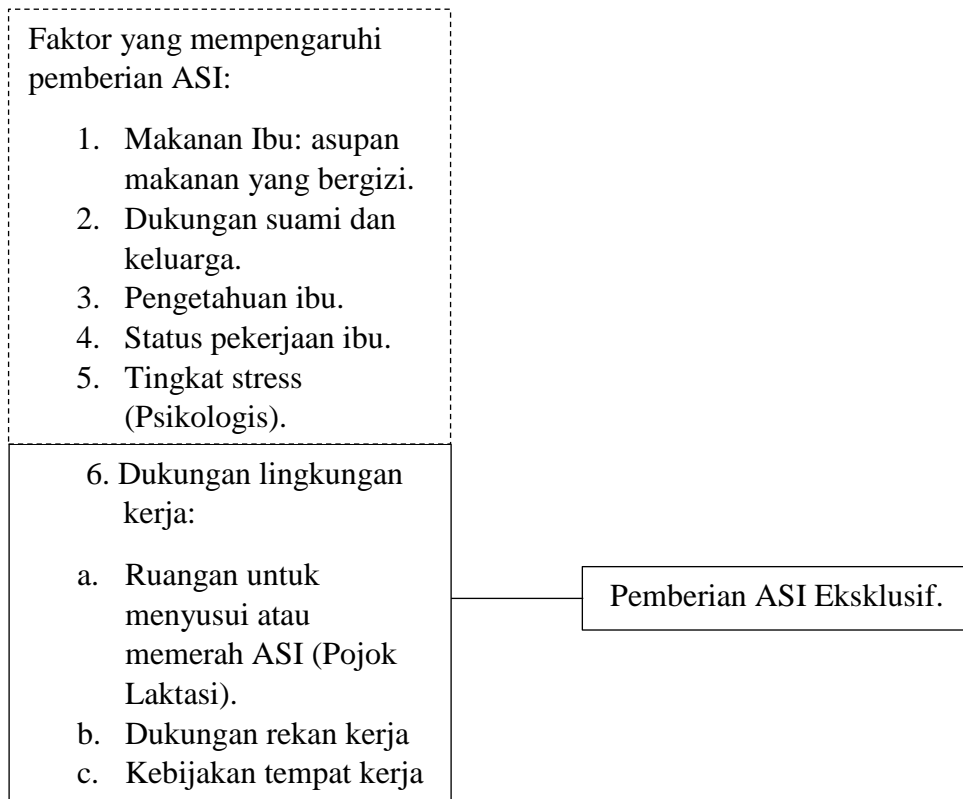 Faktor yang mempengaruhi
pemberian ASI:
1. Makanan Ibu: asupan
makanan yang bergizi.
2. Dukungan suami dan
keluarga.
3. Pengetahuan ibu.
4. Status pekerjaan ibu.
5. Tingkat stress
(Psikologis).
6. Dukungan lingkungan
kerja:
a. Ruangan untuk
menyusui atau
memerah ASI (Pojok
Laktasi).
b. Dukungan rekan kerja
c. Kebijakan tempat kerja
Pemberian ASI Eksklusif.